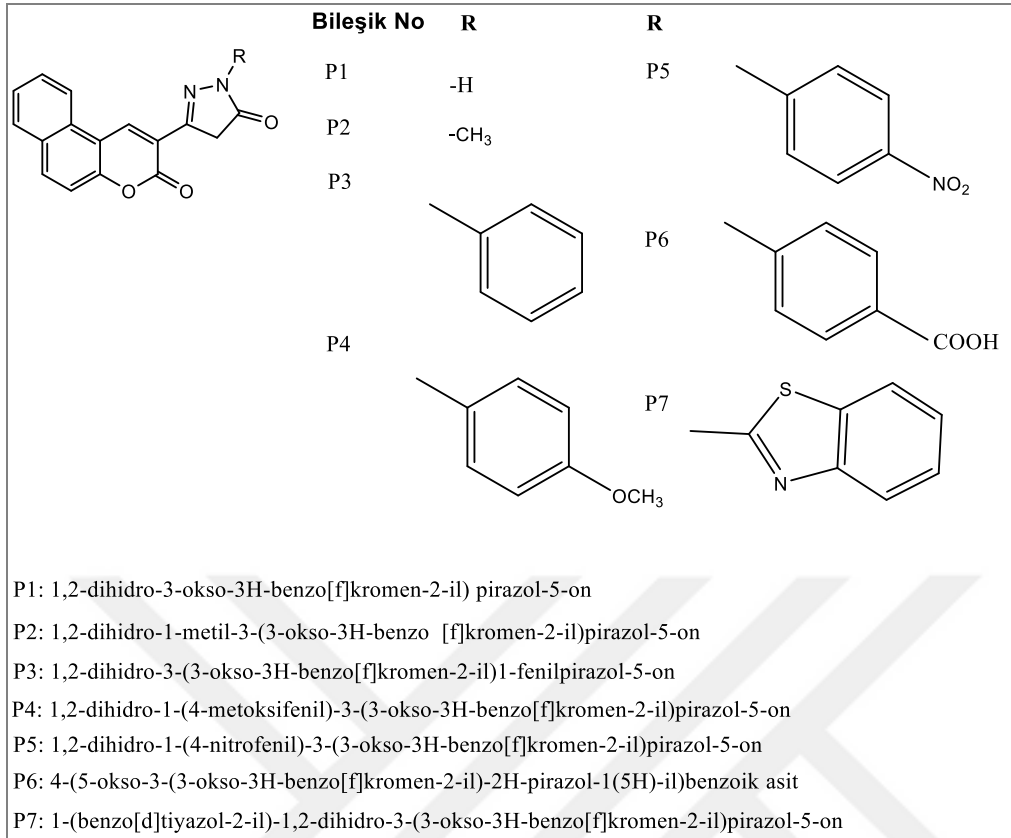 Bileşik No R R
R
P1 -H P5
N N
O
P2 -CH₃
O O
P3
NO₂
P6
COOH
P4
P7 S
N
OCH₃
P1: 1,2-dihidro-3-okso-3H-benzo[f]kromen-2-il) pirazol-5-on
P2: 1,2-dihidro-1-metil-3-(3-okso-3H-benzo [f]kromen-2-il)pirazol-5-on
P3: 1,2-dihidro-3-(3-okso-3H-benzo[f]kromen-2-il)1-fenilpirazol-5-on
P4: 1,2-dihidro-1-(4-metoksifenil)-3-(3-okso-3H-benzo[f]kromen-2-il)pirazol-5-on
P5: 1,2-dihidro-1-(4-nitrofenil)-3-(3-okso-3H-benzo[f]kromen-2-il)pirazol-5-on
P6: 4-(5-okso-3-(3-okso-3H-benzo[f]kromen-2-il)-2H-pirazol-1(5H)-il)benzoik asit
P7: 1-(benzo[d]tiyazol-2-il)-1,2-dihidro-3-(3-okso-3H-benzo[f]kromen-2-il)pirazol-5-on